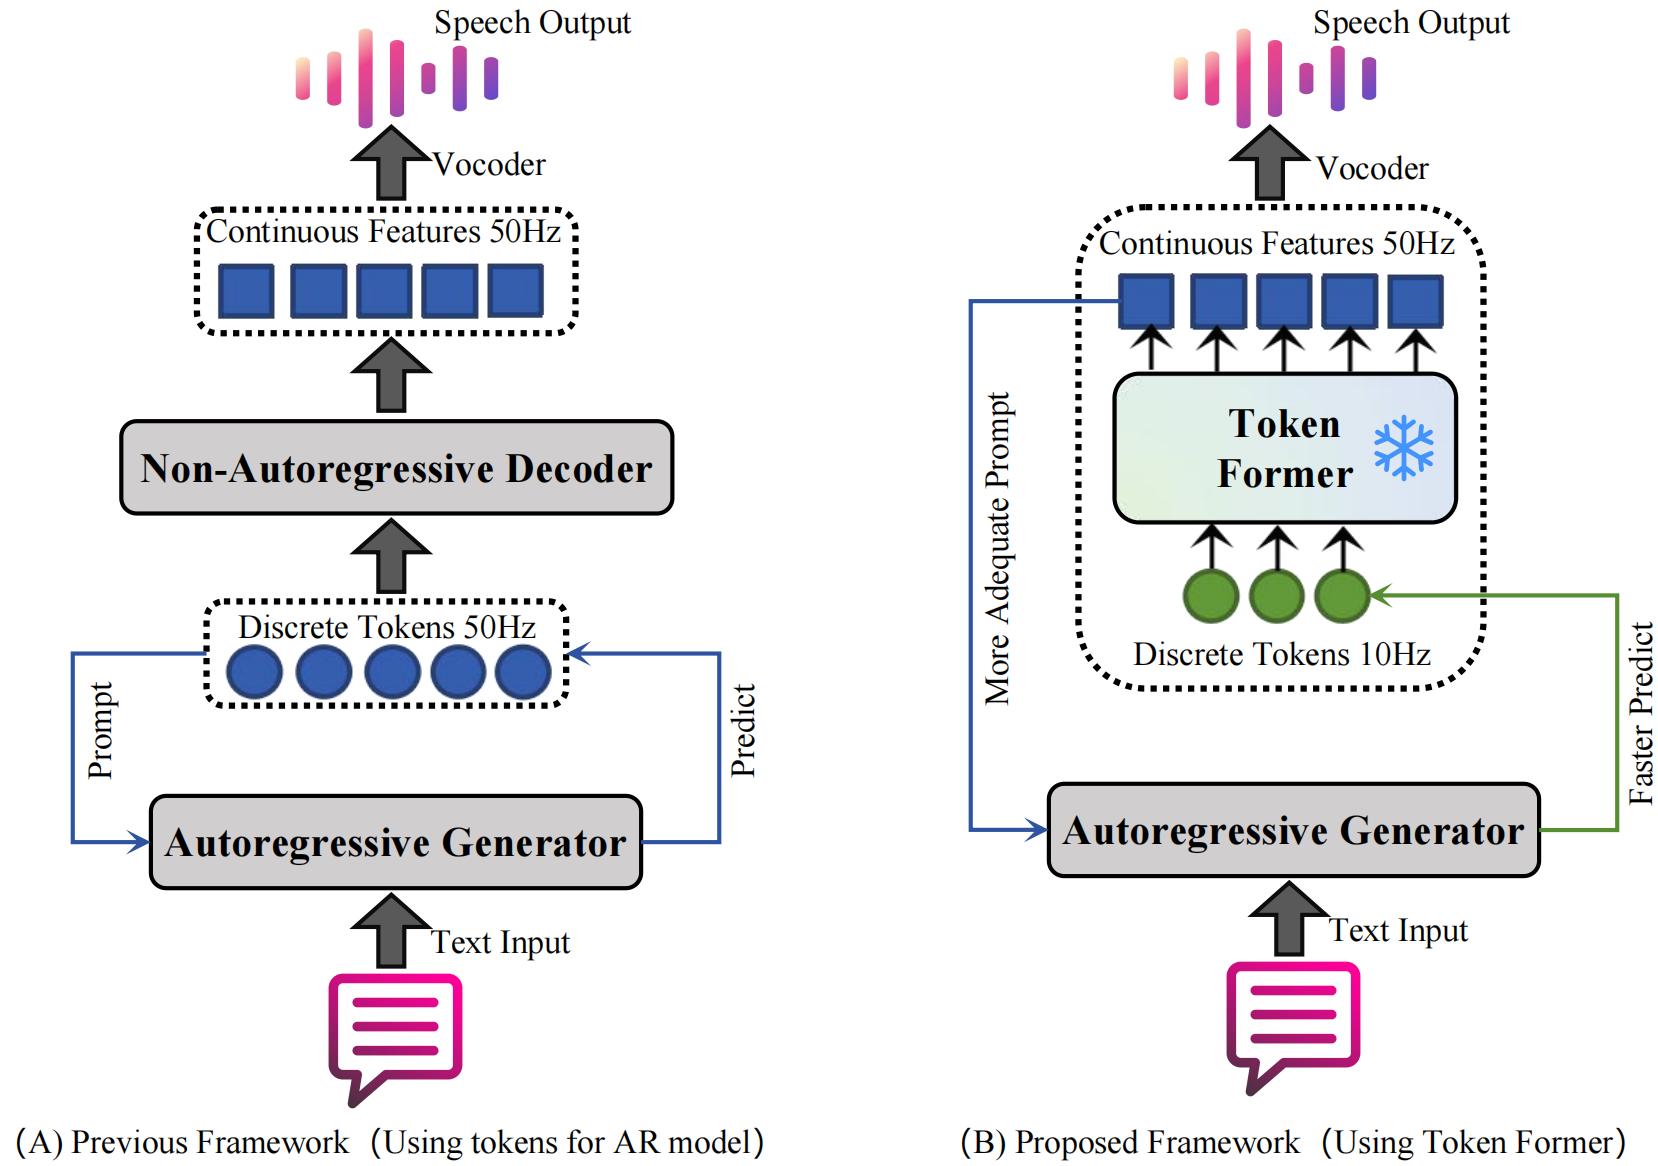 Speech Output
Vocoder
Continuous Features 50Hz
Non-Autoregressive Decoder
Discrete Tokens 50Hz
Prompt
Predict
Autoregressive Generator
Text Input
(A) Previous Framework (Using tokens for AR model)
Speech Output
Vocoder
Continuous Features 50Hz
Token
Former
More Adequate Prompt
Discrete Tokens 10Hz
Faster Predict
Autoregressive Generator
Text Input
(B) Proposed Framework (Using Token Former)